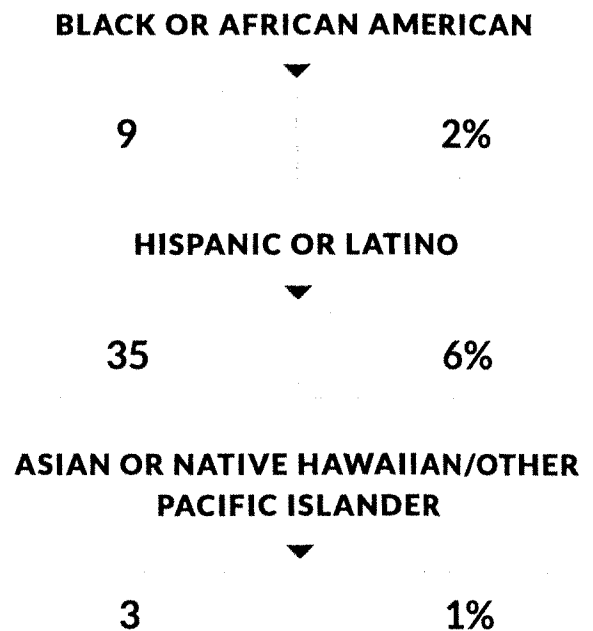 BLACK OR AFRICAN AMERICAN
9 2%
HISPANIC OR LATINO
35 6%
ASIAN OR NATIVE HAWAIIAN/OTHER
PACIFIC ISLANDER
3 1%